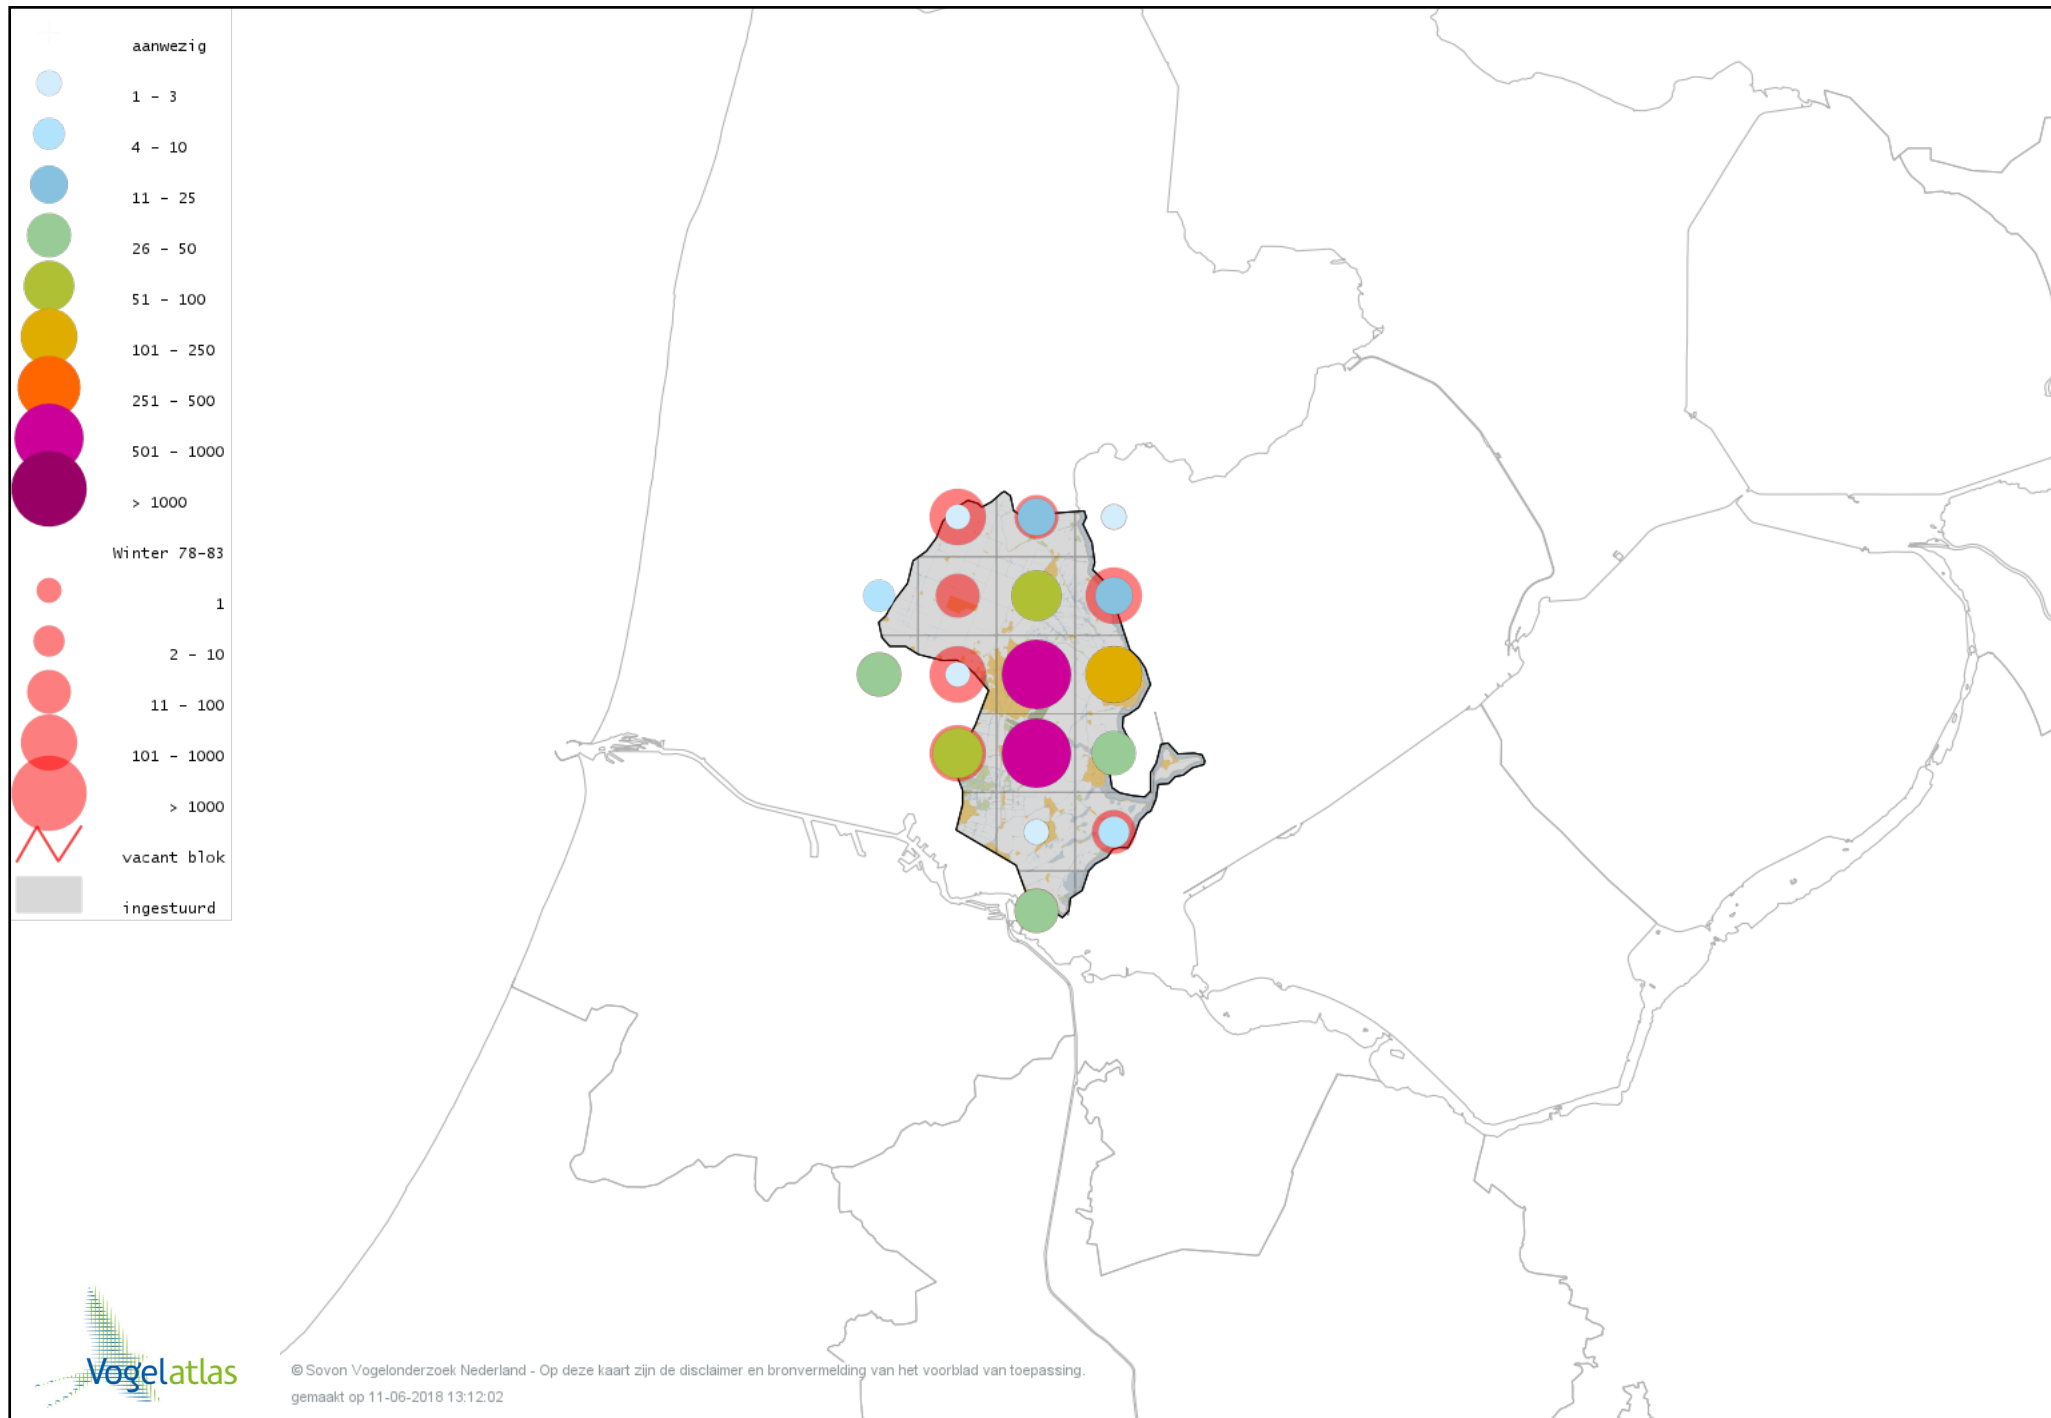 aanwezig
1 - 3
4 - 10
11 - 25
26 - 50
51 - 100
101 - 250
251 - 500
501 - 1000
> 1000
Winter 78-83
1
2 - 10
11 - 100
101 - 1000
> 1000
vacant blok
ingestuurd
Vogelatlas
© Sovon Vogelonderzoek Nederland - Op deze kaart zijn de disclaimer en bronvermelding van het voorblad van toepassing.
gemaakt op 11-06-2018 13:12:02